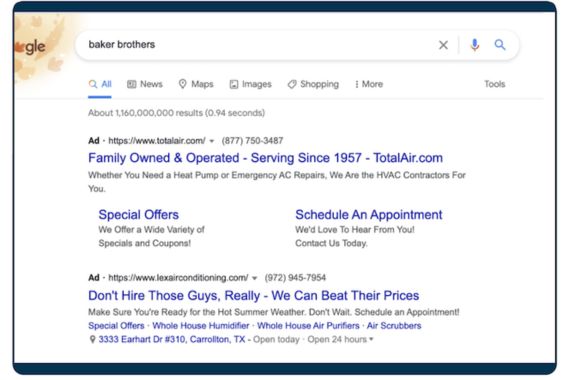 gle
baker brothers
All News Maps Images Shopping More Tools
About 1,160,000,000 results (0.94 seconds)
Ad · https://www.totalair.com/ (877) 750-3487
Family Owned & Operated - Serving Since 1957 - TotalAir.com
Whether You Need a Heat Pump or Emergency AC Repairs, We Are the HVAC Contractors For
You.
Special Offers
We Offer a Wide Variety of
Specials and Coupons!
Schedule An Appointment
We'd Love To Hear From You!
Contact Us Today.
Ad · https://www.lexairconditioning.com/ (972) 945-7954
Don't Hire Those Guys, Really - We Can Beat Their Prices
Make Sure You're Ready for the Hot Summer Weather. Don't Wait. Schedule an Appointment!
Special Offers · Whole House Humidifier · Whole House Air Purifiers · Air Scrubbers
3333 Earhart Dr #310, Carrollton, TX - Open today · Open 24 hours